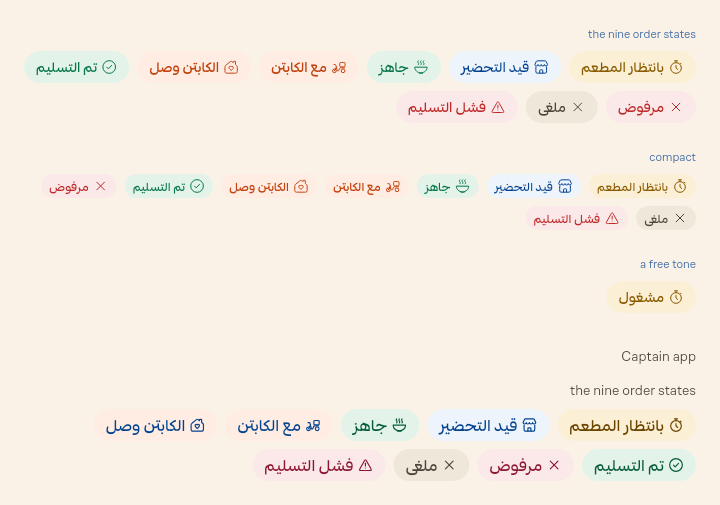 the nine order states
بانتظار المطعم قيد التحضير جاهز مع الكابتن الكابتن وصل تم التسليم
مرفوض ملغى فشل التسليم
compact
بانتظار المطعم قيد التحضير جاهز مع الكابتن الكابتن وصل تم التسليم مرفوض
ملغى فشل التسليم
a free tone
مشغول
Captain app
the nine order states
بانتظار المطعم قيد التحضير جاهز مع الكابتن الكابتن وصل
تم التسليم مرفوض ملغى فشل التسليم